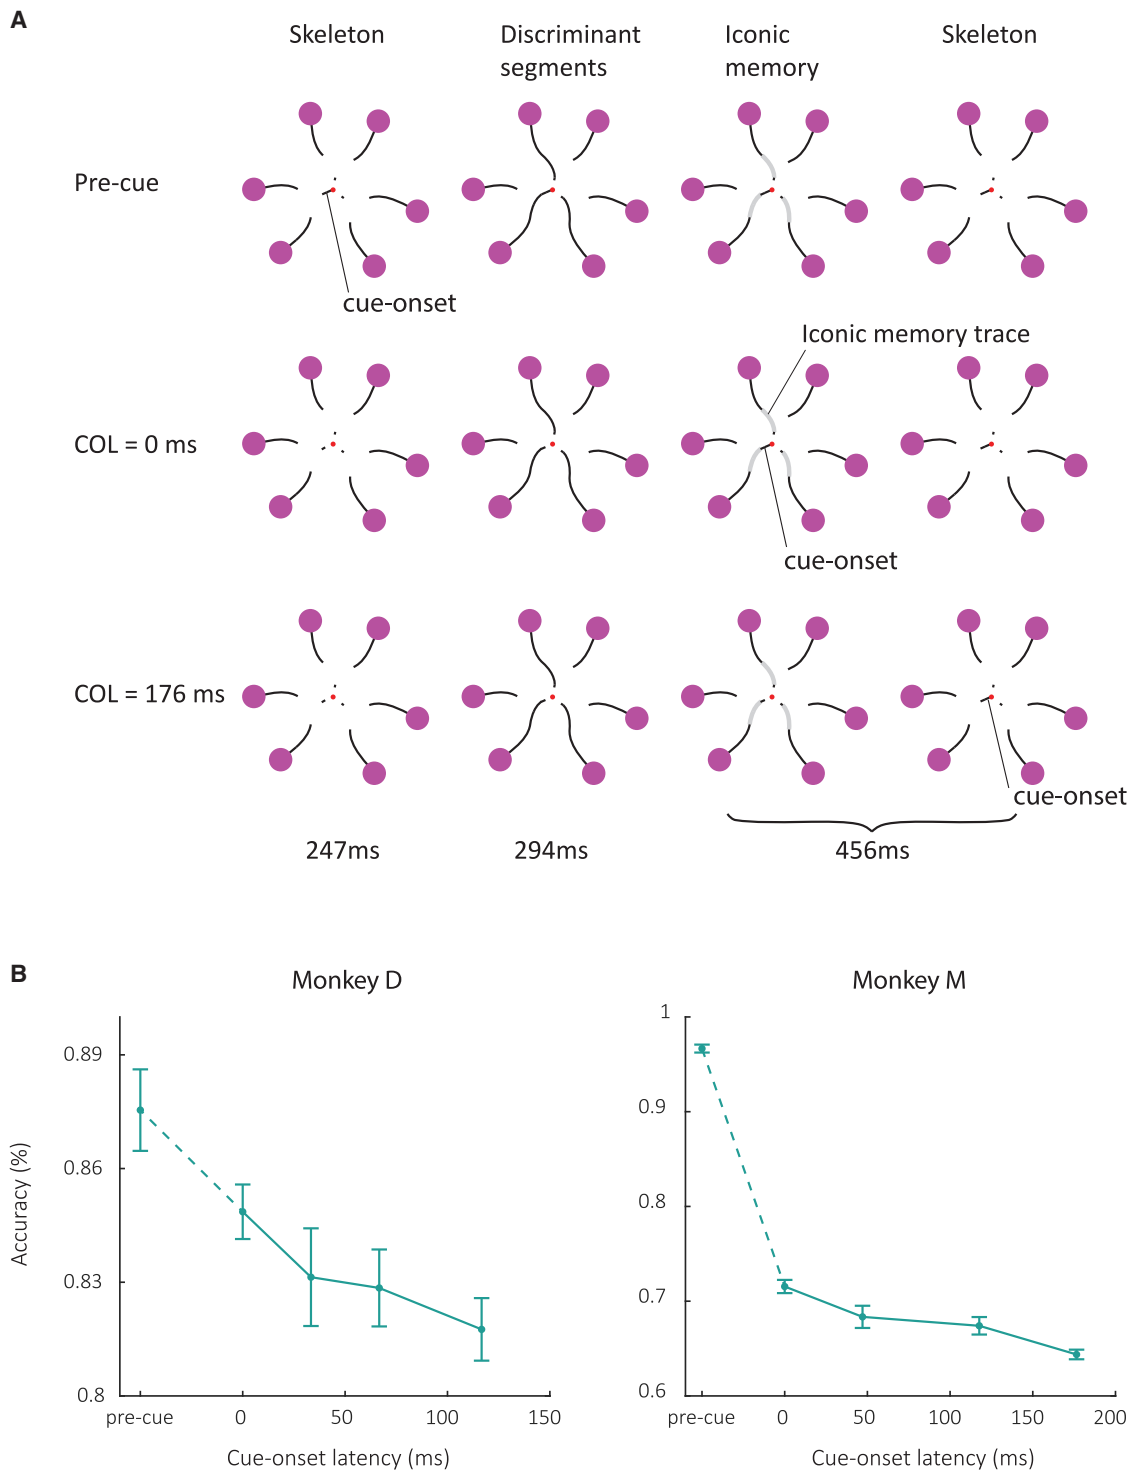 A
Skeleton
Discriminant
segments
Iconic
memory
Skeleton
Pre-cue
cue-onset
Iconic memory trace
COL = 0 ms
cue-onset
COL = 176 ms
cue-onset
247ms
294ms
456ms
B
Monkey D
0.89
0.86
0.83
0.8
Accuracy (%)
pre-cue 0 50 100 150
Cue-onset latency (ms)
Monkey M
1
0.9
0.8
0.7
0.6
pre-cue 0 50 100 150 200
Cue-onset latency (ms)